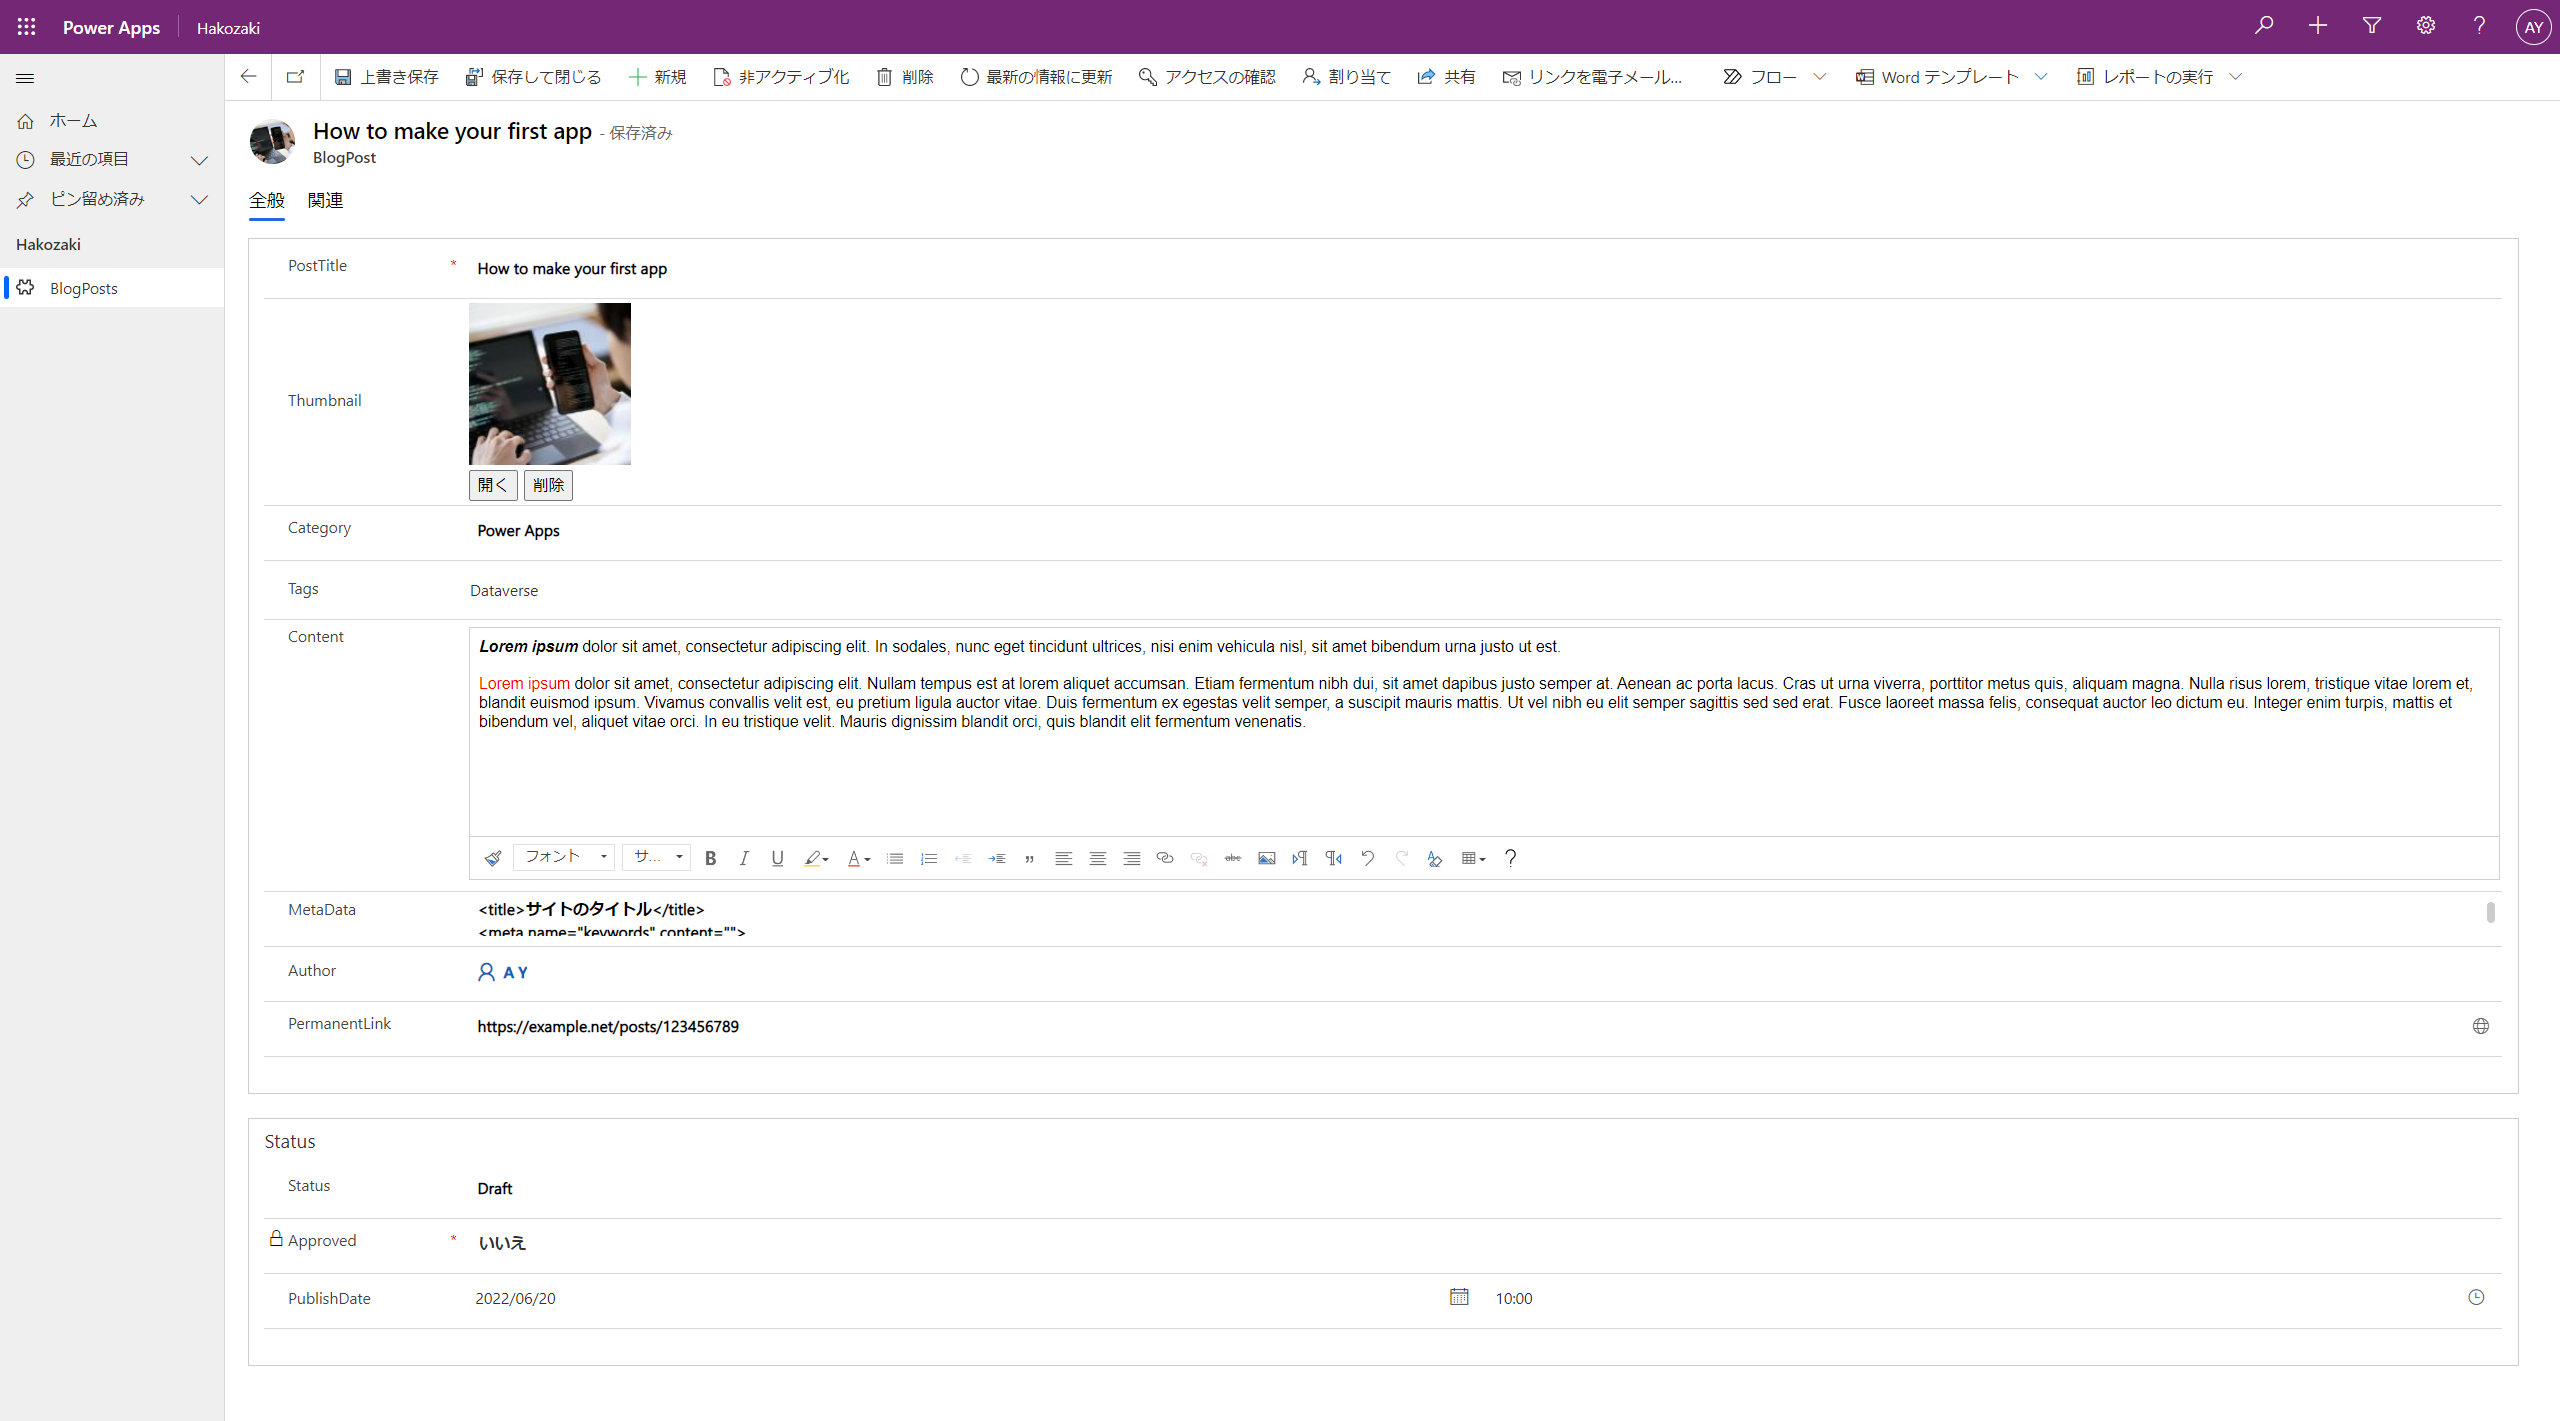 Power Apps
Hakozaki
AY
上書き保存
保存して閉じる
新規
非アクティブ化
削除
最新の情報に更新
アクセスの確認
割り当て
共有
リンクを電子メール...
フロー
Word テンプレート
レポートの実行
ホーム
最近の項目
ピン留め済み
Hakozaki
BlogPosts
How to make your first app - 保存済み
BlogPost
全般
関連
PostTitle * How to make your first app
Thumbnail
開く 削除
Category Power Apps
Tags Dataverse
Content
Lorem ipsum dolor sit amet, consectetur adipiscing elit. In sodales, nunc eget tincidunt ultrices, nisi enim vehicula nisl, sit amet bibendum urna justo ut est.
Lorem ipsum dolor sit amet, consectetur adipiscing elit. Nullam tempus est at lorem aliquet accumsan. Etiam fermentum nibh dui, sit amet dapibus justo semper at. Aenean ac porta lacus. Cras ut urna viverra, porttitor metus quis, aliquam magna. Nulla risus lorem, tristique vitae lorem et,
blandit euismod ipsum. Vivamus convallis velit est, eu pretium ligula auctor vitae. Duis fermentum ex egestas velit semper, a suscipit mauris mattis. Ut vel nibh eu elit semper sagittis sed sed erat. Fusce laoreet massa felis, consequat auctor leo dictum eu. Integer enim turpis, mattis et
bibendum vel, aliquet vitae orci. In eu tristique velit. Mauris dignissim blandit orci, quis blandit elit fermentum venenatis.
フォント サ... B I U A abc ?
MetaData <title>サイトのタイトル</title>
<meta name="keywords" content="">
Author A Y
PermanentLink https://example.net/posts/123456789
Status
Status Draft
Approved * いいえ
PublishDate 2022/06/20 10:00